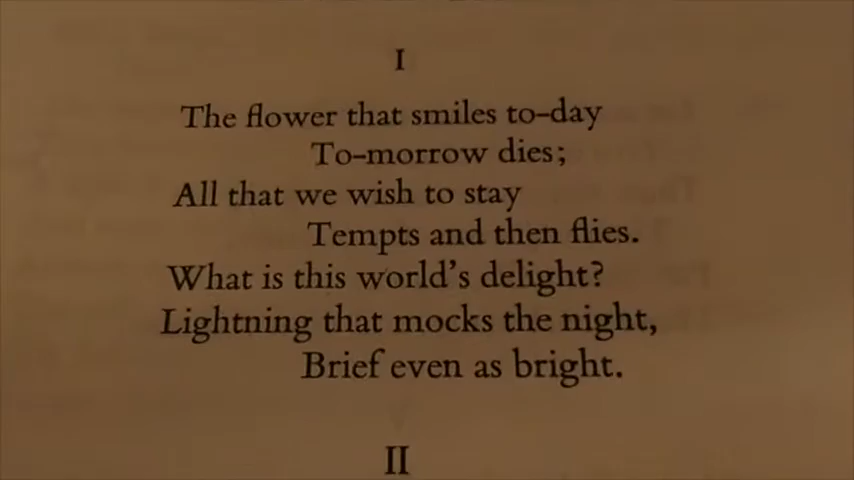 I
The flower that smiles to-day
To-morrow dies;
All that we wish to stay
Tempts and then flies.
What is this world's delight?
Lightning that mocks the night,
Brief even as bright.
II